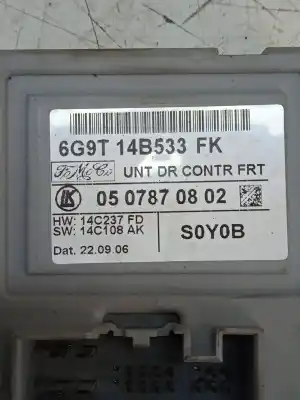 6G9T 14B533 FK
FoMoCo UNT DR CONTR FRT
05 0787 08 02
HW: 14C237 FD
SW: 14C108 AK
S0Y0B
Dat. 22.09.06